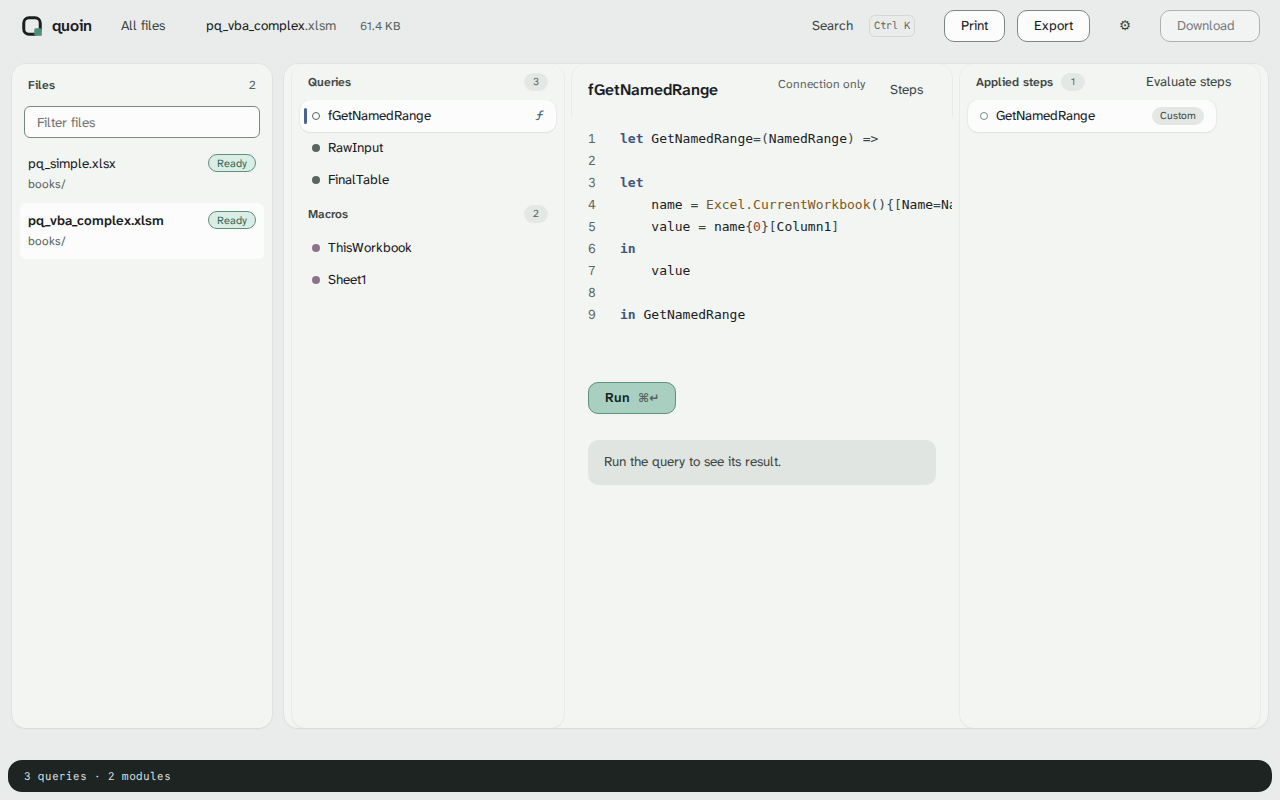 quoin
All files
pq_vba_complex.xlsm
61.4 KB
Search
Ctrl K
Print
Export
⚙
Download
Files
2
Filter files
pq_simple.xlsx
Ready
books/
pq_vba_complex.xlsm
Ready
books/
Queries
3
fGetNamedRange
ƒ
RawInput
FinalTable
Macros
2
ThisWorkbook
Sheet1
fGetNamedRange
Connection only
Steps
1 let GetNamedRange=(NamedRange) =>
2
3 let
4     name = Excel.CurrentWorkbook(){[Name=Na
5     value = name{0}[Column1]
6 in
7     value
8
9 in GetNamedRange
Run ⌘↵
Run the query to see its result.
Applied steps
1
Evaluate steps
GetNamedRange
Custom
3 queries · 2 modules